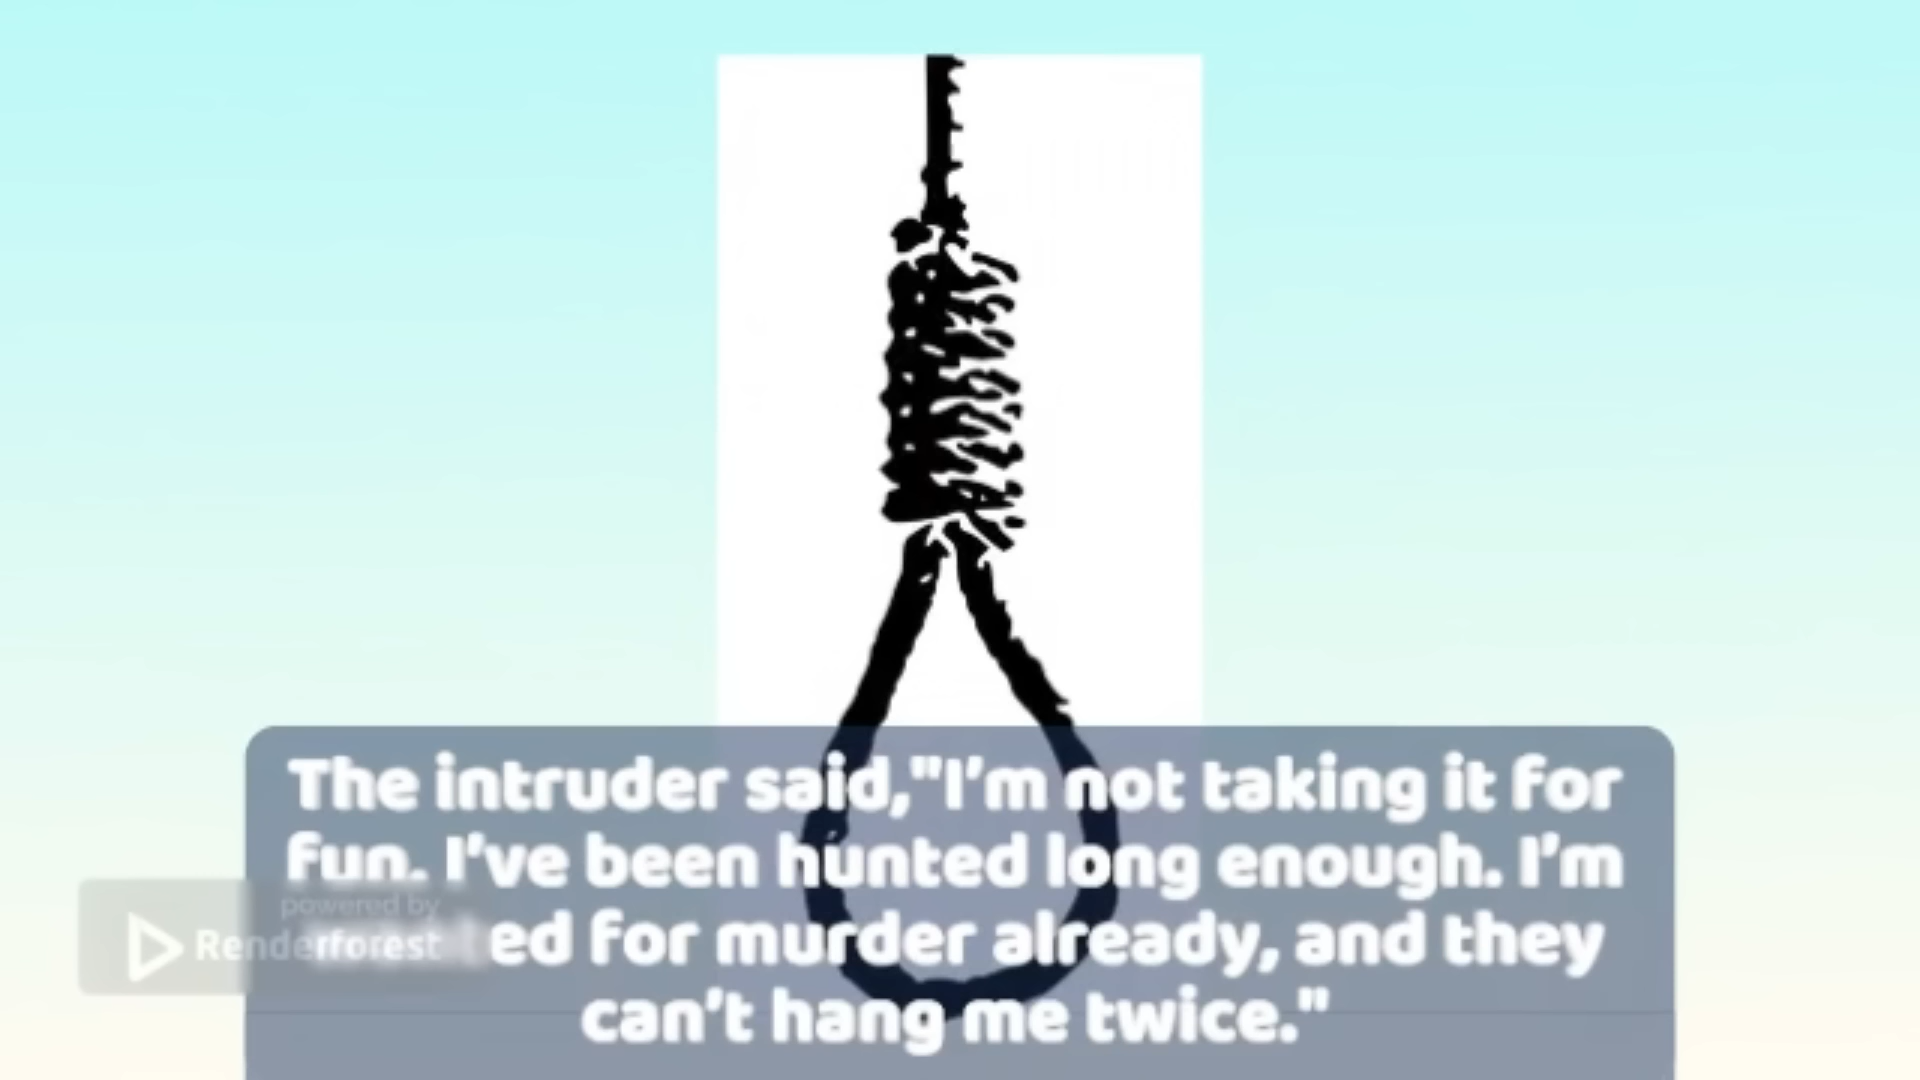 The intruder said,"I'm not taking it for
fun. I've been hunted long enough. I'm
ed for murder already, and they
can't hang me twice."
powered by
Renderforest